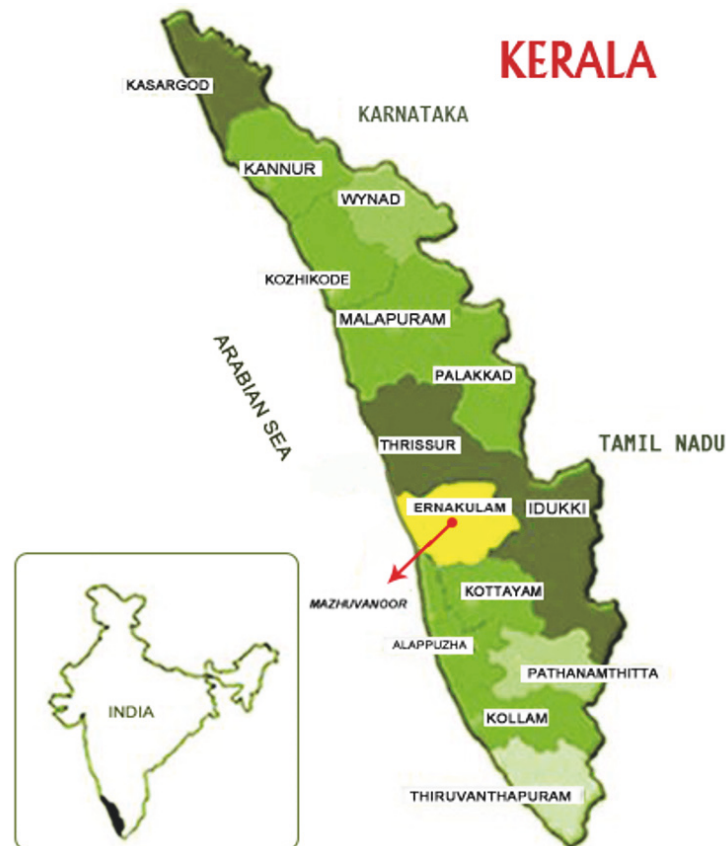 KERALA
KASARGOD
KARNATAKA
KANNUR
WYNAD
KOZHIKODE
MALAPURAM
ARABIAN SEA
PALAKKAD
THRISSUR
TAMIL NADU
ERNAKULAM
IDUKKI
KOTTAYAM
MAZHUVANOOR
ALAPPUZHA
PATHANAMTHITTA
INDIA
KOLLAM
THIRUVANTHAPURAM